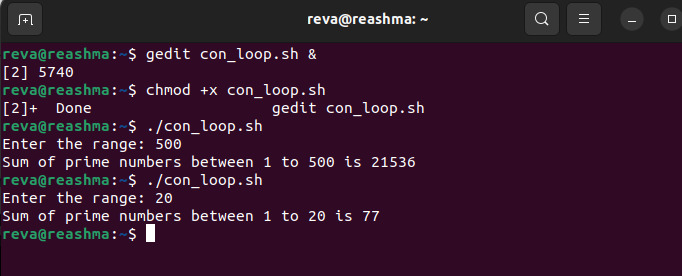 reva@reashma: ~
reva@reashma:~$ gedit con_loop.sh &
[2] 5740
reva@reashma:~$ chmod +x con_loop.sh
[2]+  Done                    gedit con_loop.sh
reva@reashma:~$ ./con_loop.sh
Enter the range: 500
Sum of prime numbers between 1 to 500 is 21536
reva@reashma:~$ ./con_loop.sh
Enter the range: 20
Sum of prime numbers between 1 to 20 is 77
reva@reashma:~$